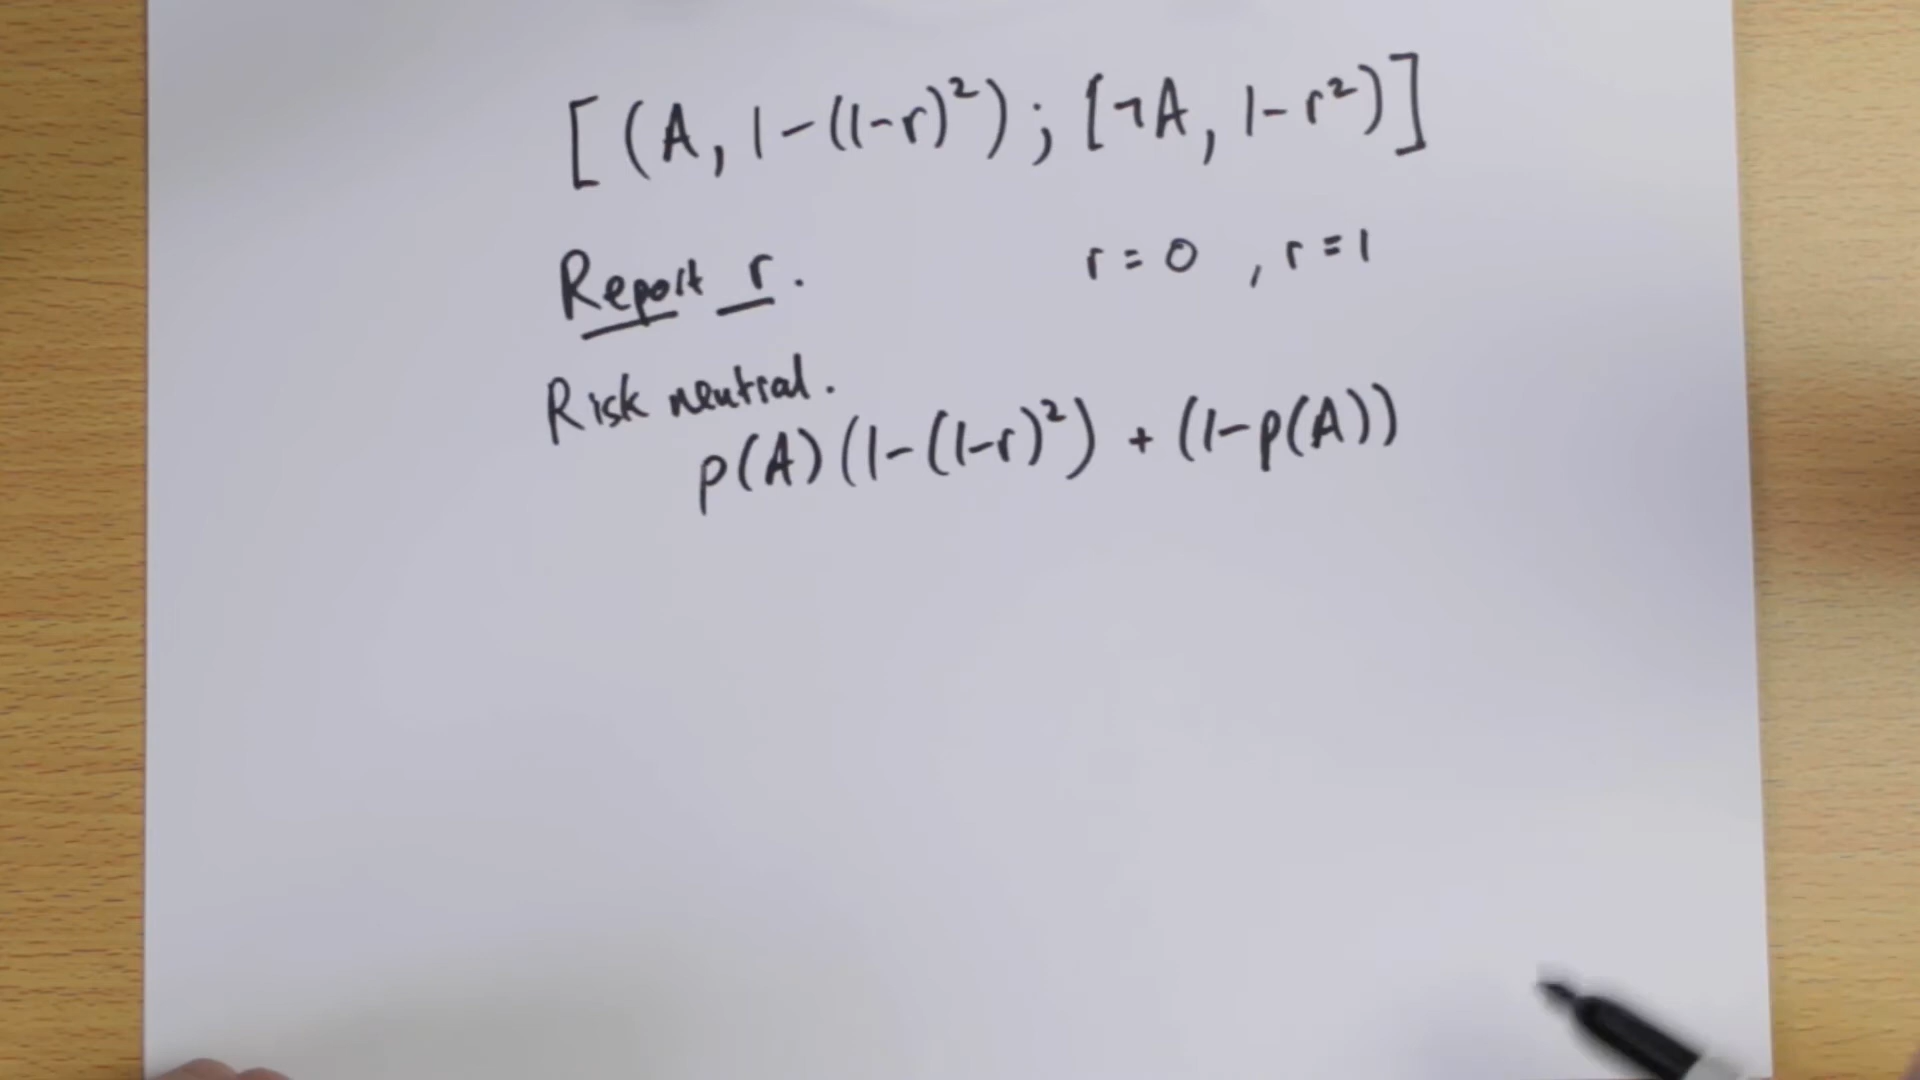 [(A, 1-(1-r)²); [¬A, 1-r²)]
Report r.
r = 0 , r = 1
Risk neutral.
p(A)(1-(1-r)²) + (1-p(A))